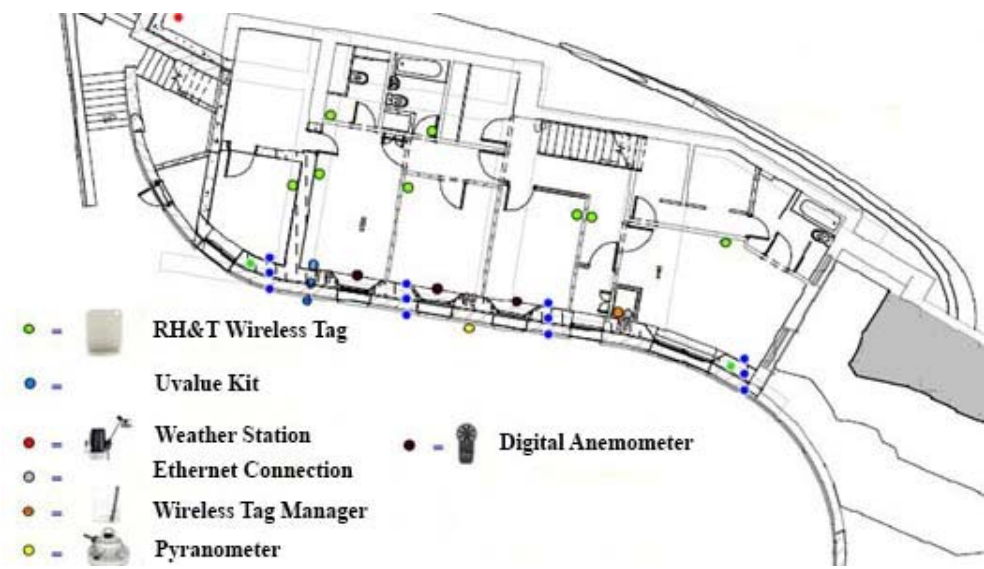 RH&T Wireless Tag
Uvalue Kit
Weather Station
Digital Anemometer
Ethernet Connection
Wireless Tag Manager
Pyranometer